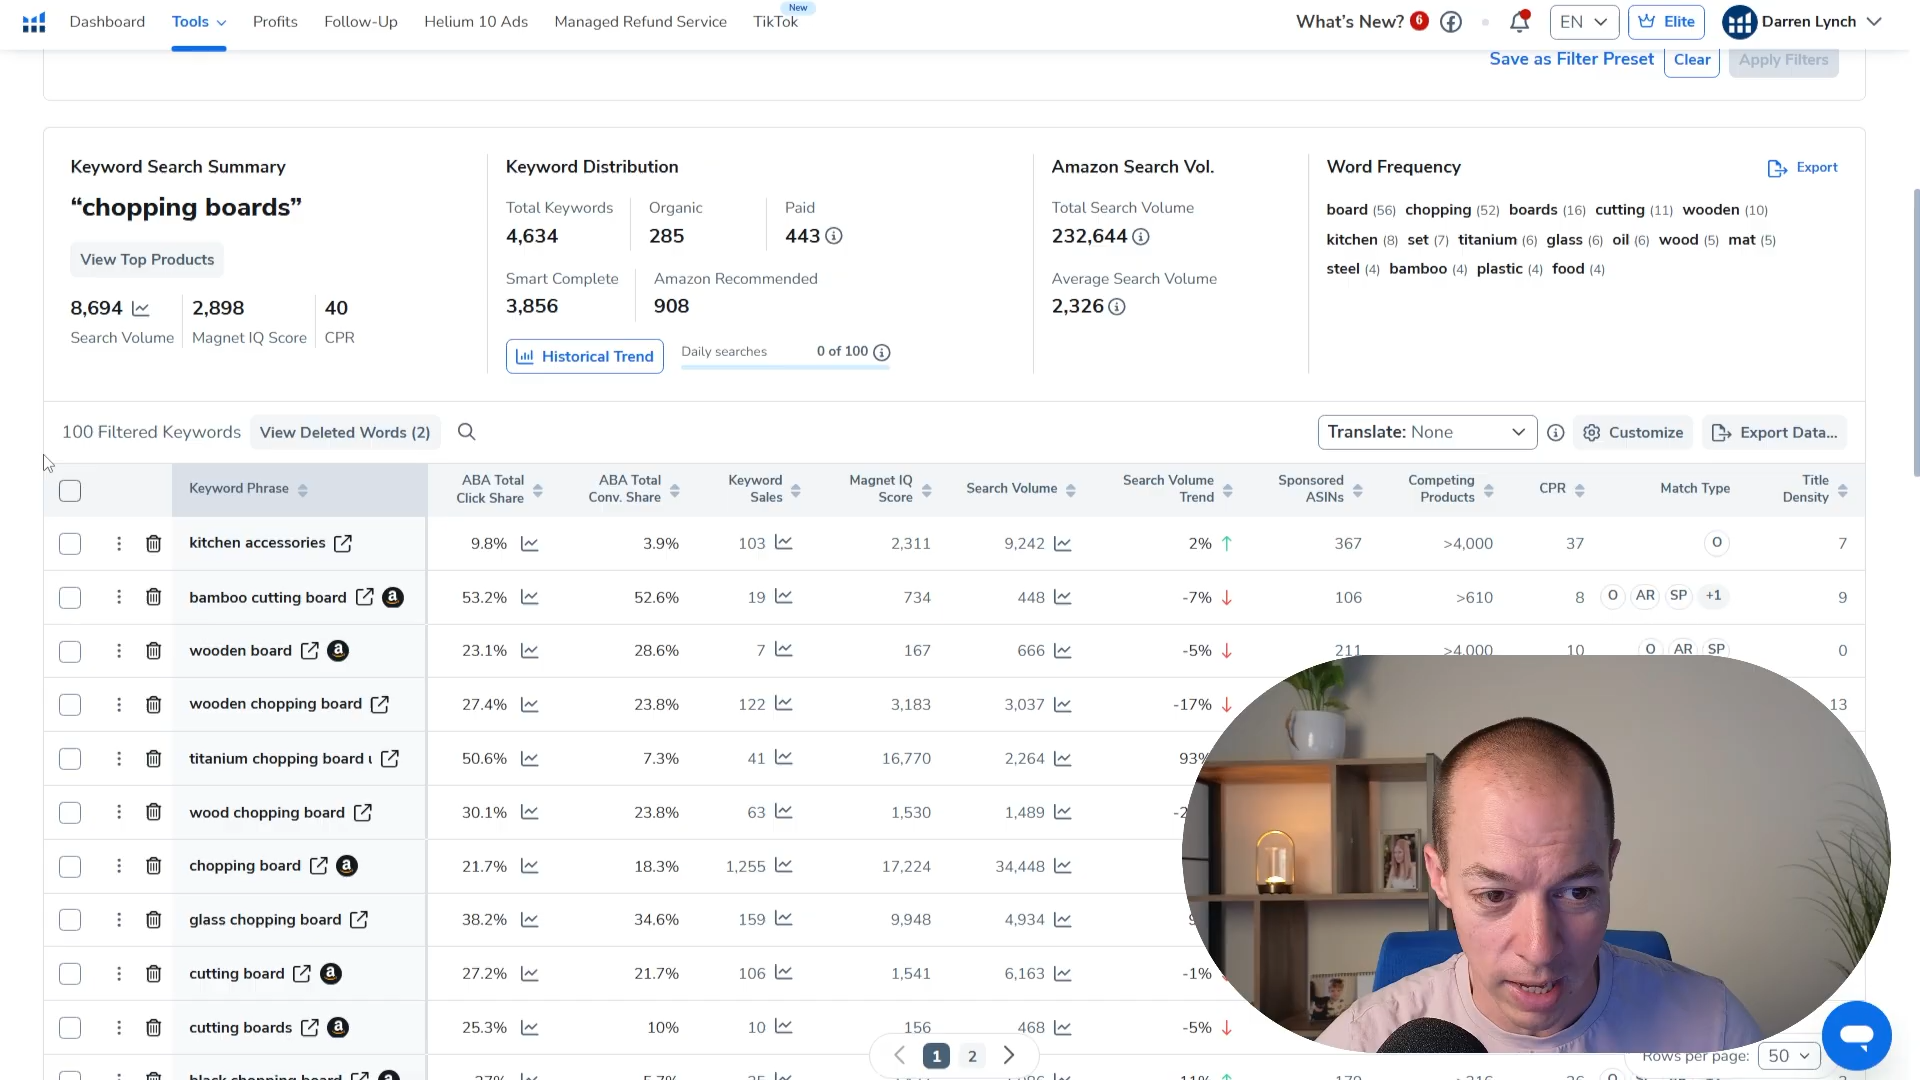 Dashboard Tools Profits Follow-Up Helium 10 Ads Managed Refund Service TikTok New What's New? 6 EN Elite Darren Lynch
Save as Filter Preset Clear Apply Filters
Keyword Search Summary
“chopping boards”
View Top Products
8,694 2,898 40
Search Volume Magnet IQ Score CPR
Keyword Distribution
Total Keywords Organic Paid
4,634 285 443
Smart Complete Amazon Recommended
3,856 908
Historical Trend Daily searches 0 of 100
Amazon Search Vol.
Total Search Volume
232,644
Average Search Volume
2,326
Word Frequency Export
board (56) chopping (52) boards (16) cutting (11) wooden (10)
kitchen (8) set (7) titanium (6) glass (6) oil (6) wood (5) mat (5)
steel (4) bamboo (4) plastic (4) food (4)
100 Filtered Keywords View Deleted Words (2) Translate: None Customize Export Data...
Keyword Phrase ABA Total Click Share ABA Total Conv. Share Keyword Sales Magnet IQ Score Search Volume Search Volume Trend Sponsored ASINs Competing Products CPR Match Type Title Density
kitchen accessories 9.8% 3.9% 103 2,311 9,242 2% 367 >4,000 37 O 7
bamboo cutting board a 53.2% 52.6% 19 734 448 -7% 106 >610 8 O AR SP +1 9
wooden board a 23.1% 28.6% 7 167 666 -5% 211 >4,000 10 O AR SP 0
wooden chopping board 27.4% 23.8% 122 3,183 3,037 -17% 13
titanium chopping board 50.6% 7.3% 41 16,770 2,264 93%
wood chopping board 30.1% 23.8% 63 1,530 1,489
chopping board a 21.7% 18.3% 1,255 17,224 34,448
glass chopping board 38.2% 34.6% 159 9,948 4,934
cutting board a 27.2% 21.7% 106 1,541 6,163 -1%
cutting boards a 25.3% 10% 10 156 468 -5%
1 2 Rows per page: 50
black chopping board